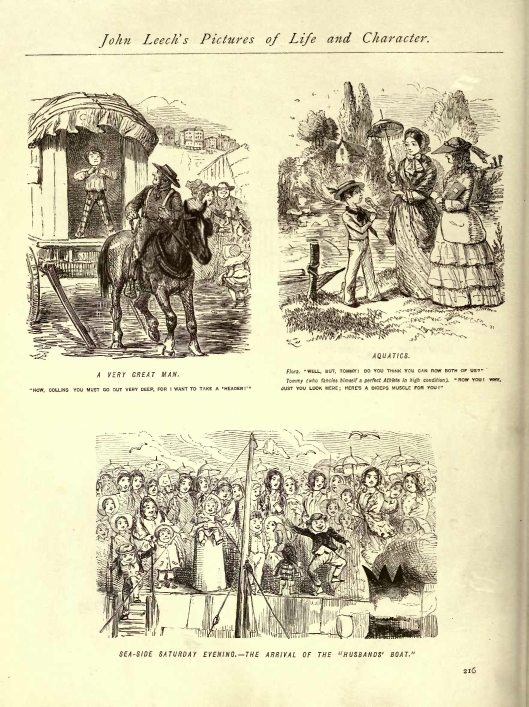 John Leech's Pictures of Life and Character.
A VERY GREAT MAN.
"NOW, COLLINS YOU MUST GO OUT VERY DEEP, FOR I WANT TO TAKE A 'HEADER!'"
AQUATICS.
Flora. "WELL, BUT, TOMMY! DO YOU THINK YOU CAN ROW BOTH OF US?"
Tommy (who fancies himself a perfect Athlete in high condition). "ROW YOU! WHY,
JUST YOU LOOK HERE; HERE'S A BICEPS MUSCLE FOR YOU!"
SEA-SIDE SATURDAY EVENING.—THE ARRIVAL OF THE "HUSBANDS' BOAT."
216